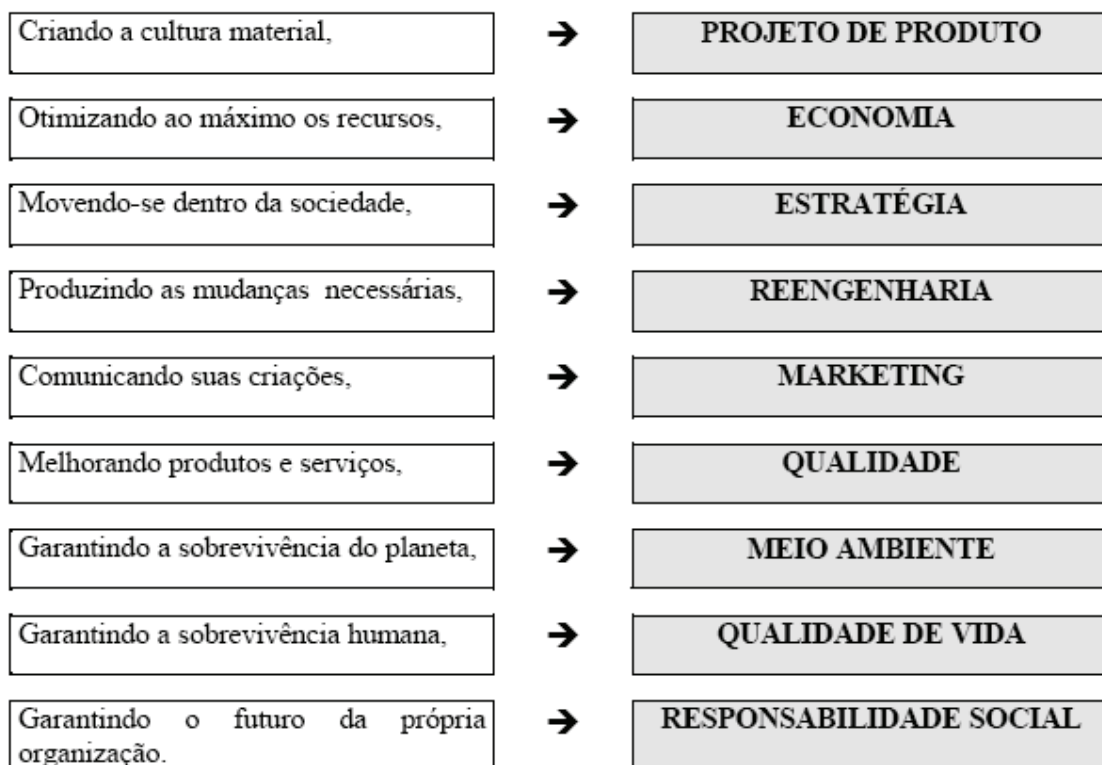 Criando a cultura material, ➔ PROJETO DE PRODUTO
Otimizando ao máximo os recursos, ➔ ECONOMIA
Movendo-se dentro da sociedade, ➔ ESTRATÉGIA
Produzindo as mudanças necessárias, ➔ REENGENHARIA
Comunicando suas criações, ➔ MARKETING
Melhorando produtos e serviços, ➔ QUALIDADE
Garantindo a sobrevivência do planeta, ➔ MEIO AMBIENTE
Garantindo a sobrevivência humana, ➔ QUALIDADE DE VIDA
Garantindo o futuro da própria ➔ RESPONSABILIDADE SOCIAL
organização.